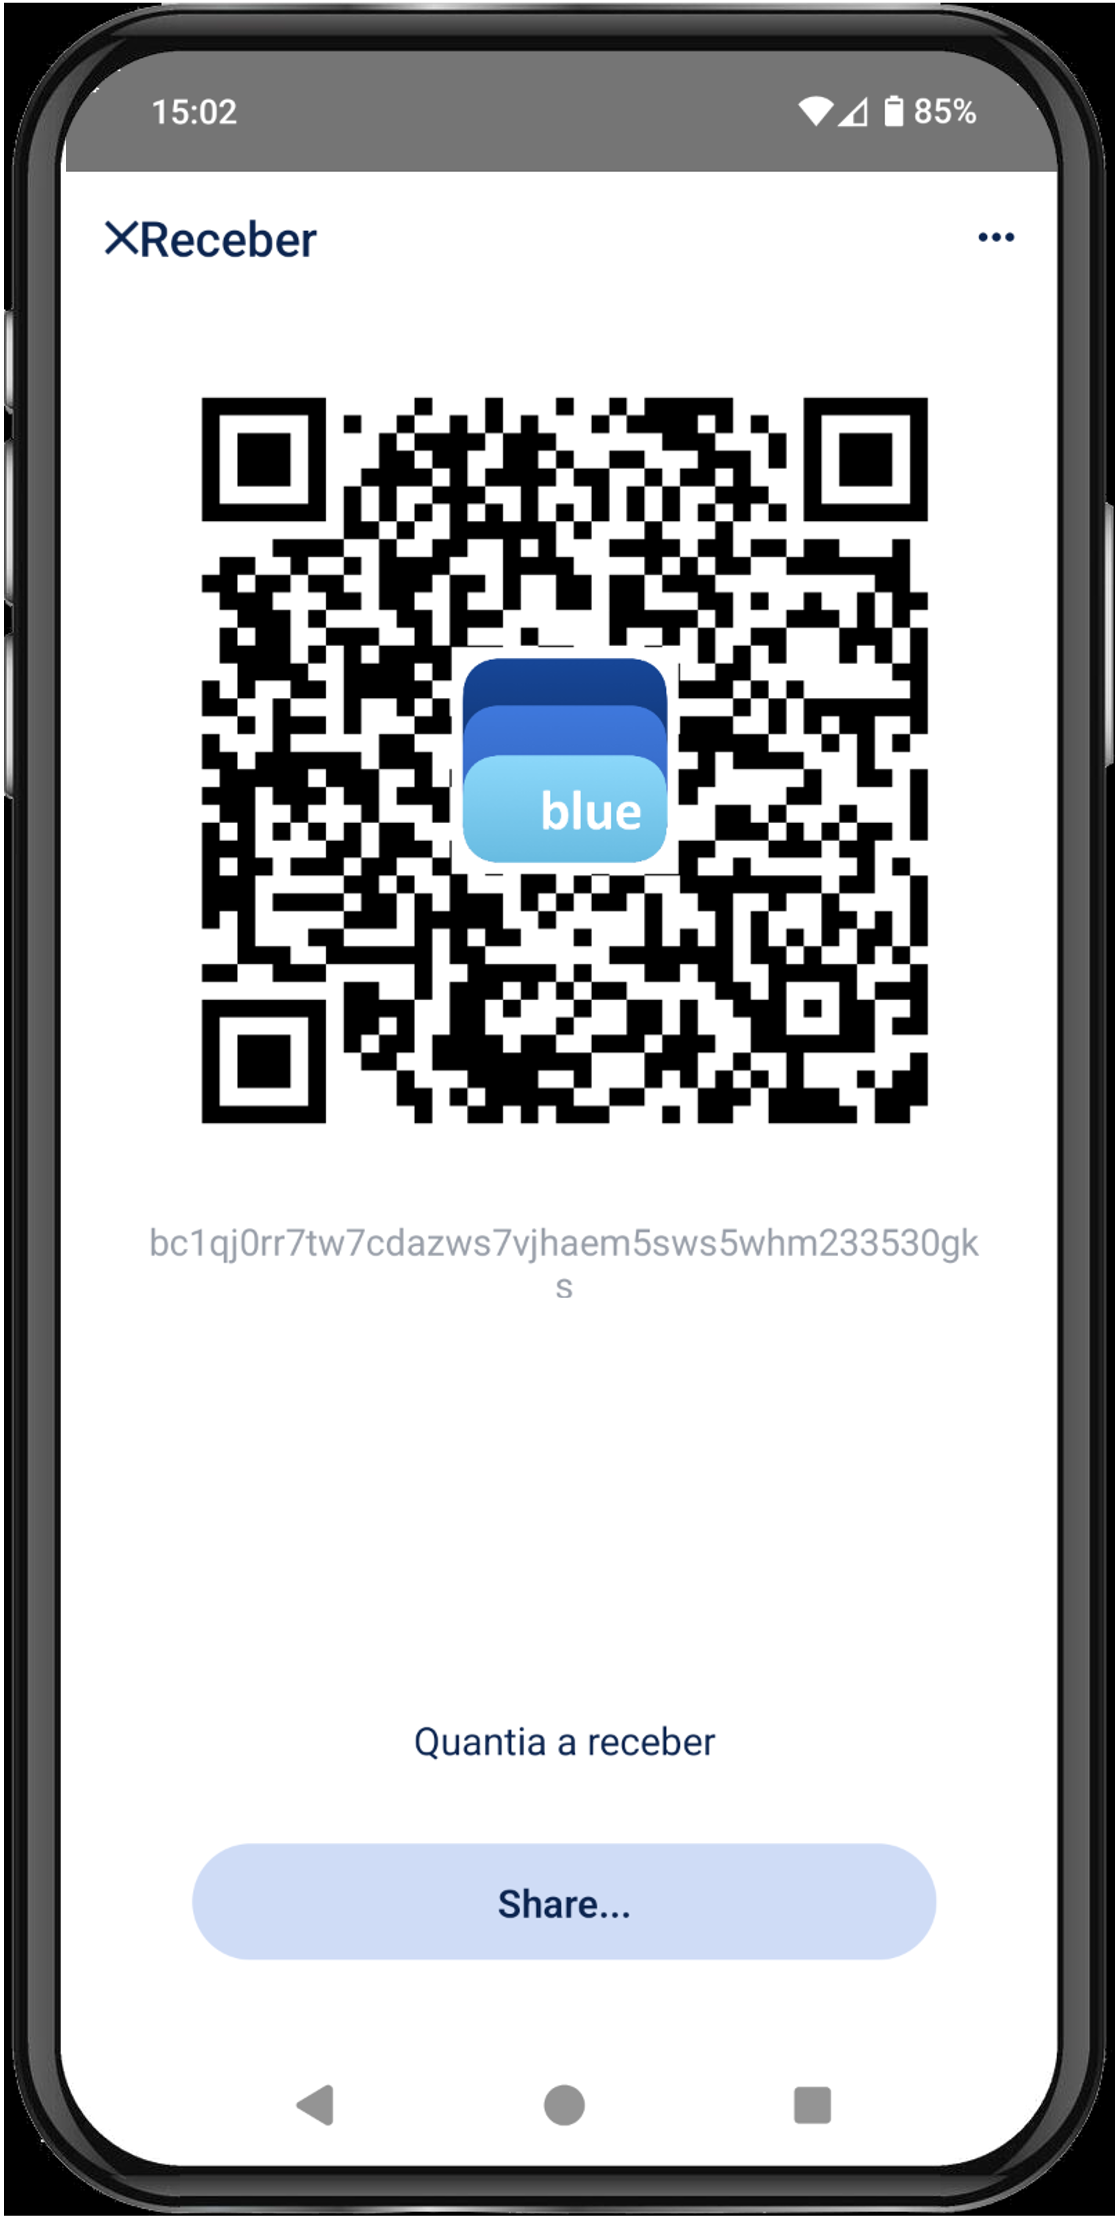 15:02
85%
Receber
blue
bc1qj0rr7tw7cdazws7vjhaem5sws5whm233530gk
s
Quantia a receber
Share...